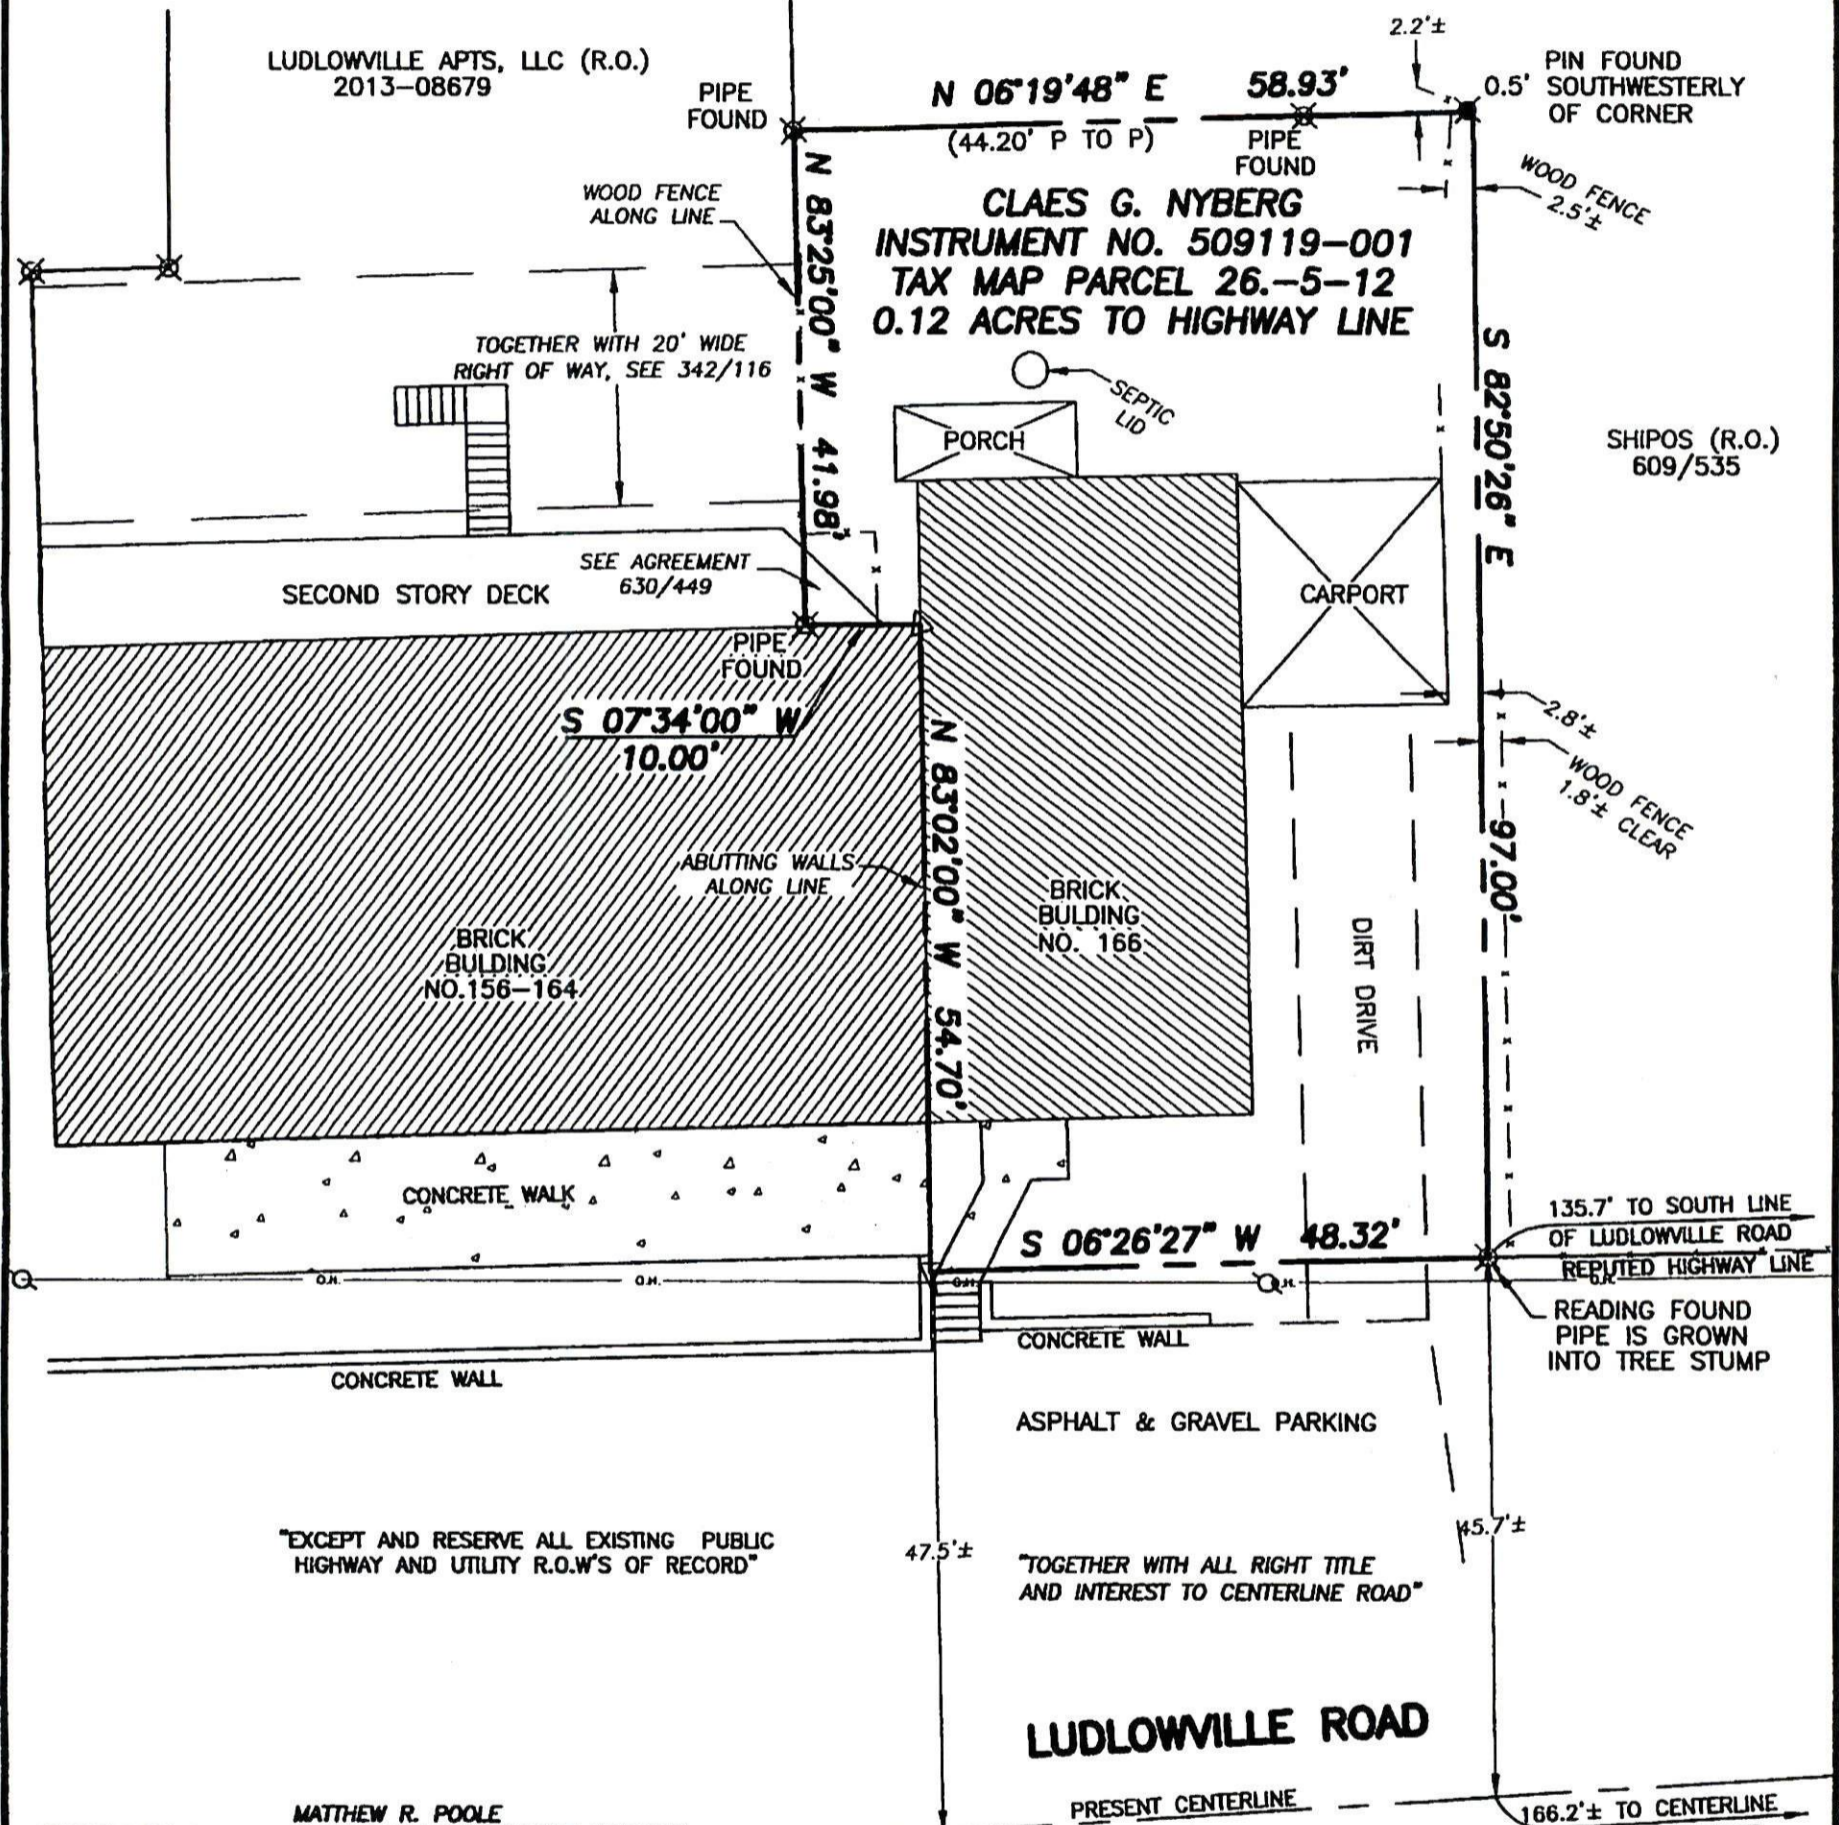 LUDLOWVILLE APTS, LLC (R.O.)
2013-08679
PIPE
FOUND
N 06°19'48" E 58.93'
(44.20' P TO P)
PIPE
FOUND
2.2'±
PIN FOUND
0.5' SOUTHWESTERLY
OF CORNER
WOOD FENCE
2.5'±
WOOD FENCE
ALONG LINE
N 83°25'00" W 41.98'
CLAES G. NYBERG
INSTRUMENT NO. 509119-001
TAX MAP PARCEL 26.-5-12
0.12 ACRES TO HIGHWAY LINE
TOGETHER WITH 20' WIDE
RIGHT OF WAY, SEE 342/116
SEPTIC
LID
PORCH
S 82°50'26" E 97.00'
SHIPOS (R.O.)
609/535
SEE AGREEMENT
630/449
SECOND STORY DECK
CARPORT
PIPE
FOUND
S 07°34'00" W
10.00'
2.8'±
WOOD FENCE
1.8'± CLEAR
N 83°02'00" W 54.70'
ABUTTING WALLS
ALONG LINE
BRICK
BULDING
NO. 166
BRICK
BULDING
NO.156-164
DIRT DRIVE
CONCRETE WALK
S 06°26'27" W 48.32'
135.7' TO SOUTH LINE
OF LUDLOWVILLE ROAD
REPUTED HIGHWAY LINE
O.H.
O.H.
O.H.
READING FOUND
PIPE IS GROWN
INTO TREE STUMP
CONCRETE WALL
CONCRETE WALL
ASPHALT & GRAVEL PARKING
"EXCEPT AND RESERVE ALL EXISTING PUBLIC
HIGHWAY AND UTILITY R.O.W'S OF RECORD"
47.5'±
45.7'±
"TOGETHER WITH ALL RIGHT TITLE
AND INTEREST TO CENTERLINE ROAD"
LUDLOWVILLE ROAD
MATTHEW R. POOLE
PRESENT CENTERLINE
166.2'± TO CENTERLINE